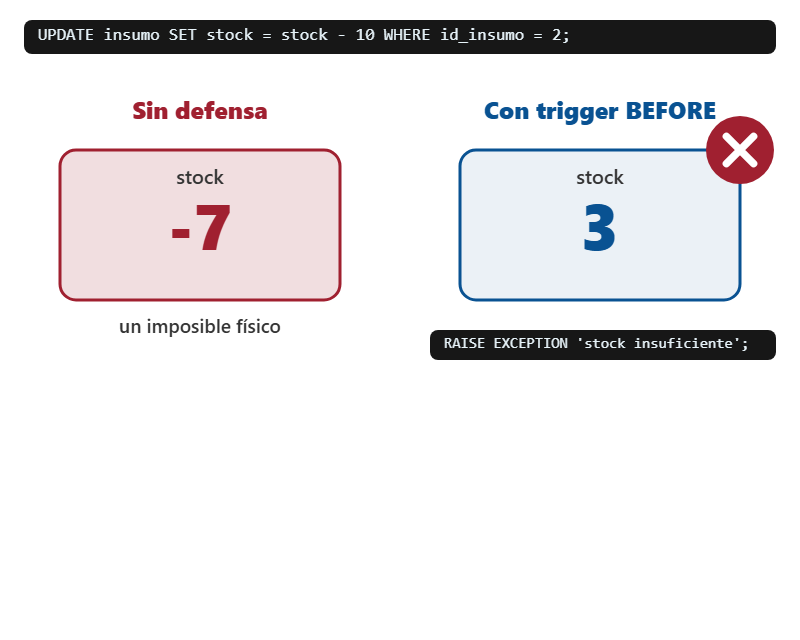 UPDATE insumo SET stock = stock - 10 WHERE id_insumo = 2;
Sin defensa
Con trigger BEFORE
stock
-7
stock
3
un imposible físico
RAISE EXCEPTION 'stock insuficiente';